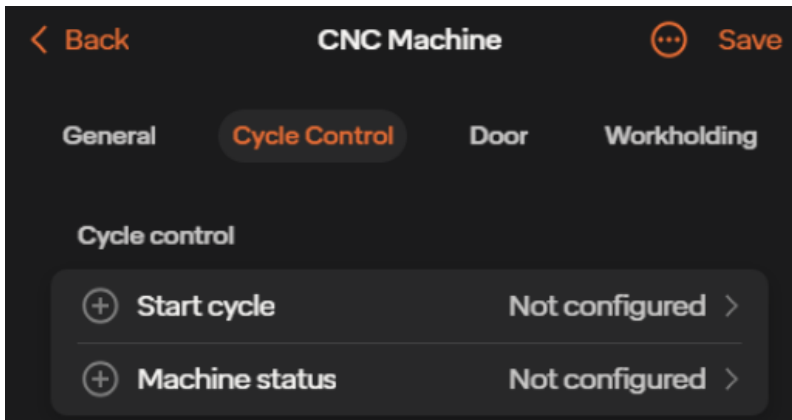 Back CNC Machine Save
General Cycle Control Door Workholding
Cycle control
Start cycle Not configured
Machine status Not configured